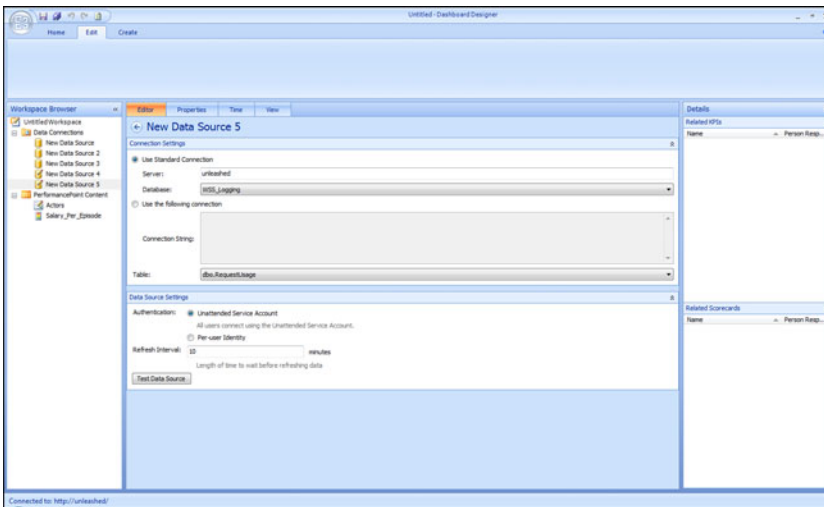 Untitled - Dashboard Designer
Home Edit Create
Workspace Browser «
Untitled Workspace
Data Connections
New Data Source
New Data Source 2
New Data Source 3
New Data Source 4
New Data Source 5
PerformancePoint Content
Actors
Salary_Per_Episode
Editor Properties Time View
New Data Source 5
Connection Settings
Use Standard Connection
Server: unleashed
Database: WSS_Logging
Use the following connection
Connection String:
Table: dbo.RequestUsage
Data Source Settings
Authentication: Unattended Service Account
All users connect using the Unattended Service Account.
Per-user Identity
Refresh Interval: 10 minutes
Length of time to wait before refreshing data
Test Data Source
Details
Related KPIs
Name Person Resp...
Related Scorecards
Name Person Resp...
Connected to: http://unleashed/